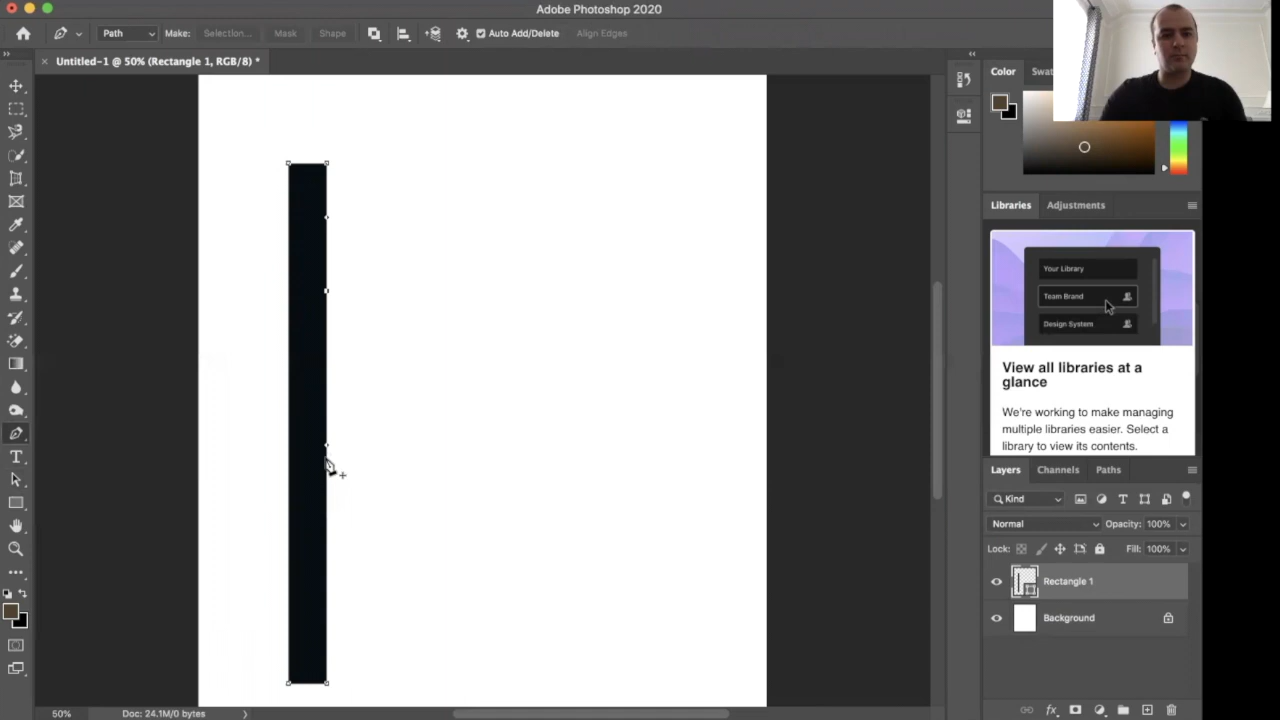 Adobe Photoshop 2020
Path Make: Selection... Mask Shape Auto Add/Delete Align Edges
× Untitled-1 @ 50% (Rectangle 1, RGB/8) *
Color Swat
Libraries Adjustments
Your Library
Team Brand
Design System
View all libraries at a
glance
We're working to make managing
multiple libraries easier. Select a
library to view its contents.
Layers Channels Paths
Kind
Normal Opacity: 100%
Lock: Fill: 100%
Rectangle 1
Background
50% Doc: 24.1M/0 bytes
fx